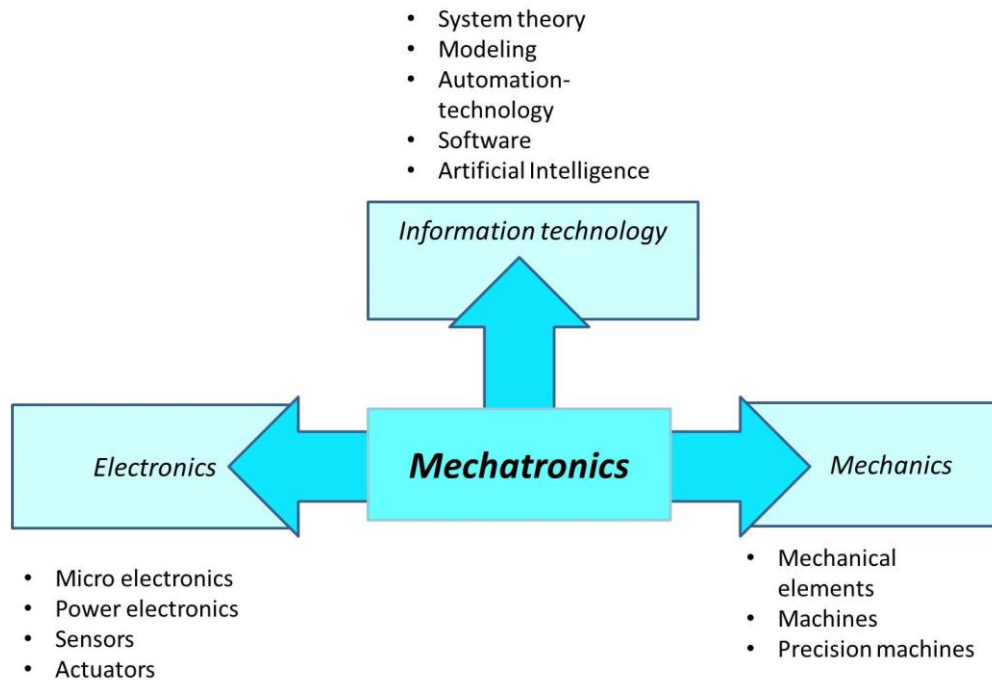 • System theory
• Modeling
• Automation-
technology
• Software
• Artificial Intelligence
Information technology
Electronics
Mechatronics
Mechanics
• Micro electronics
• Power electronics
• Sensors
• Actuators
• Mechanical
elements
• Machines
• Precision machines